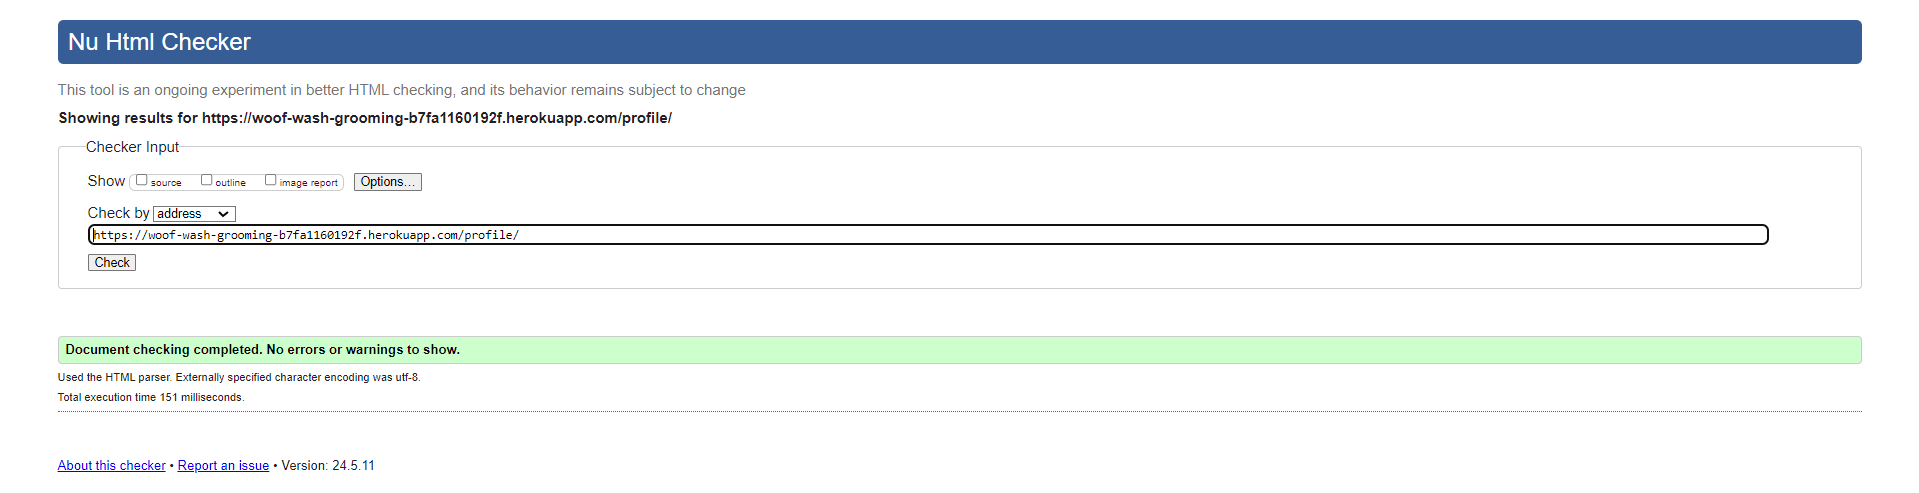 Nu Html Checker
This tool is an ongoing experiment in better HTML checking, and its behavior remains subject to change
Showing results for https://woof-wash-grooming-b7fa1160192f.herokuapp.com/profile/
Checker Input
Show source outline image report Options...
Check by address
https://woof-wash-grooming-b7fa1160192f.herokuapp.com/profile/
Check
Document checking completed. No errors or warnings to show.
Used the HTML parser. Externally specified character encoding was utf-8.
Total execution time 151 milliseconds.
About this checker • Report an issue • Version: 24.5.11